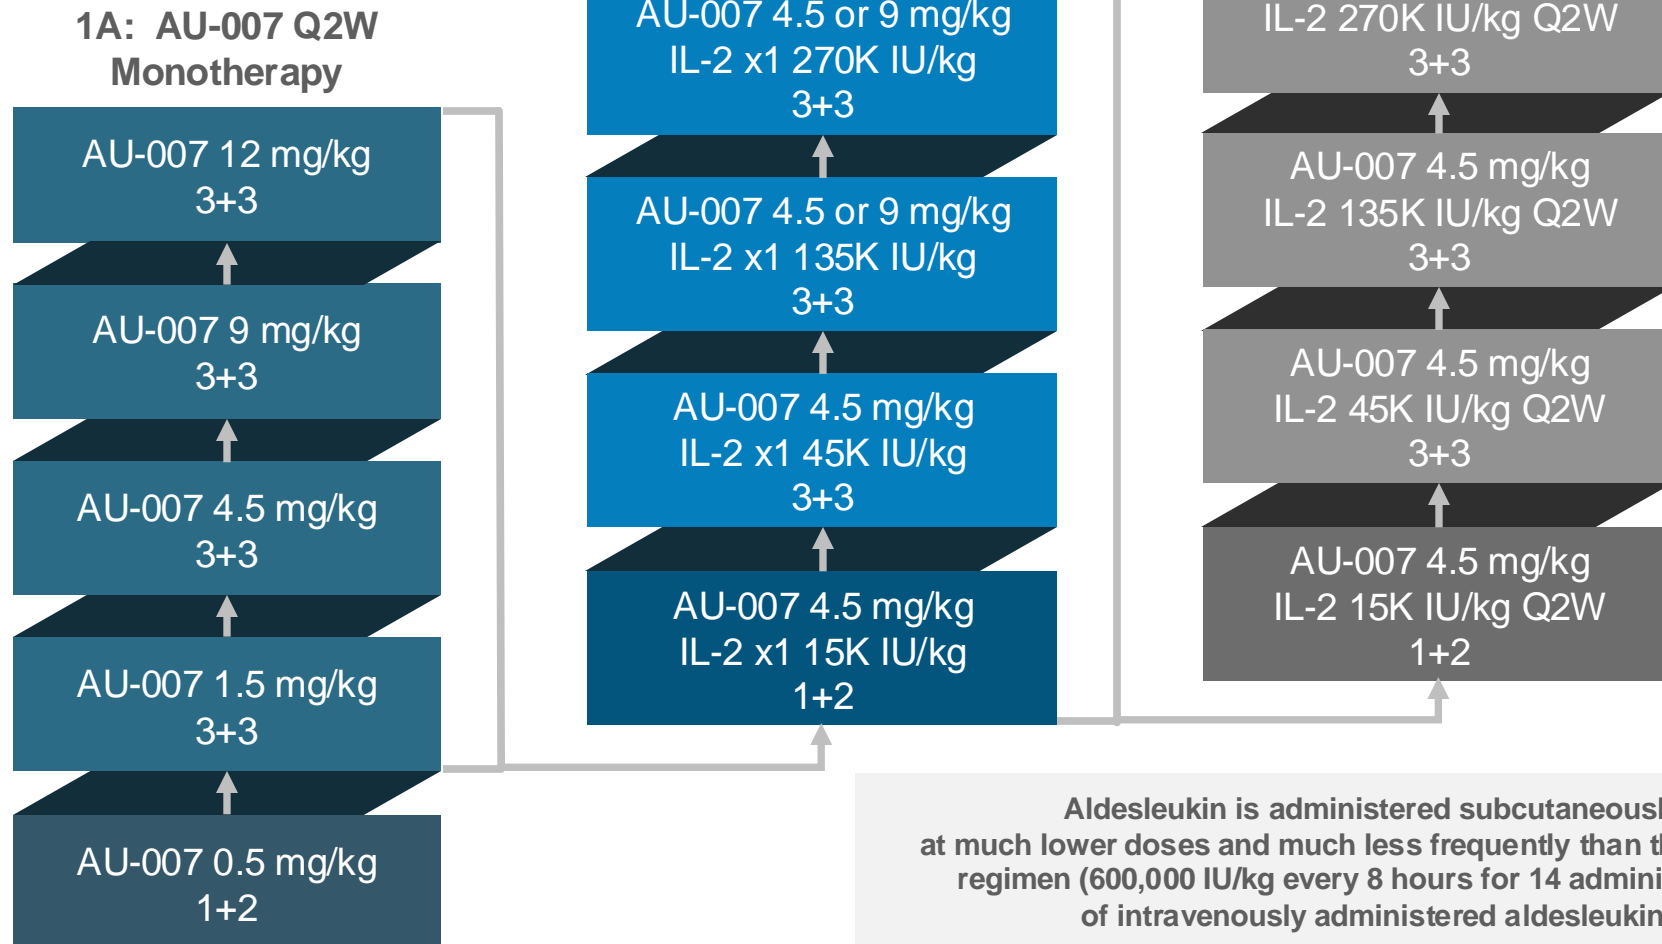 1A: AU-007 Q2W
Monotherapy
AU-007 12 mg/kg
3+3
AU-007 9 mg/kg
3+3
AU-007 4.5 mg/kg
3+3
AU-007 1.5 mg/kg
3+3
AU-007 0.5 mg/kg
1+2
AU-007 4.5 or 9 mg/kg
IL-2 x1 270K IU/kg
3+3
AU-007 4.5 or 9 mg/kg
IL-2 x1 135K IU/kg
3+3
AU-007 4.5 mg/kg
IL-2 x1 45K IU/kg
3+3
AU-007 4.5 mg/kg
IL-2 x1 15K IU/kg
1+2
IL-2 270K IU/kg Q2W
3+3
AU-007 4.5 mg/kg
IL-2 135K IU/kg Q2W
3+3
AU-007 4.5 mg/kg
IL-2 45K IU/kg Q2W
3+3
AU-007 4.5 mg/kg
IL-2 15K IU/kg Q2W
1+2
Aldesleukin is administered
at much lower doses and much less frequently than
regimen (600,000 IU/kg every 8 hours for 14
of intravenously administered aldesleukin